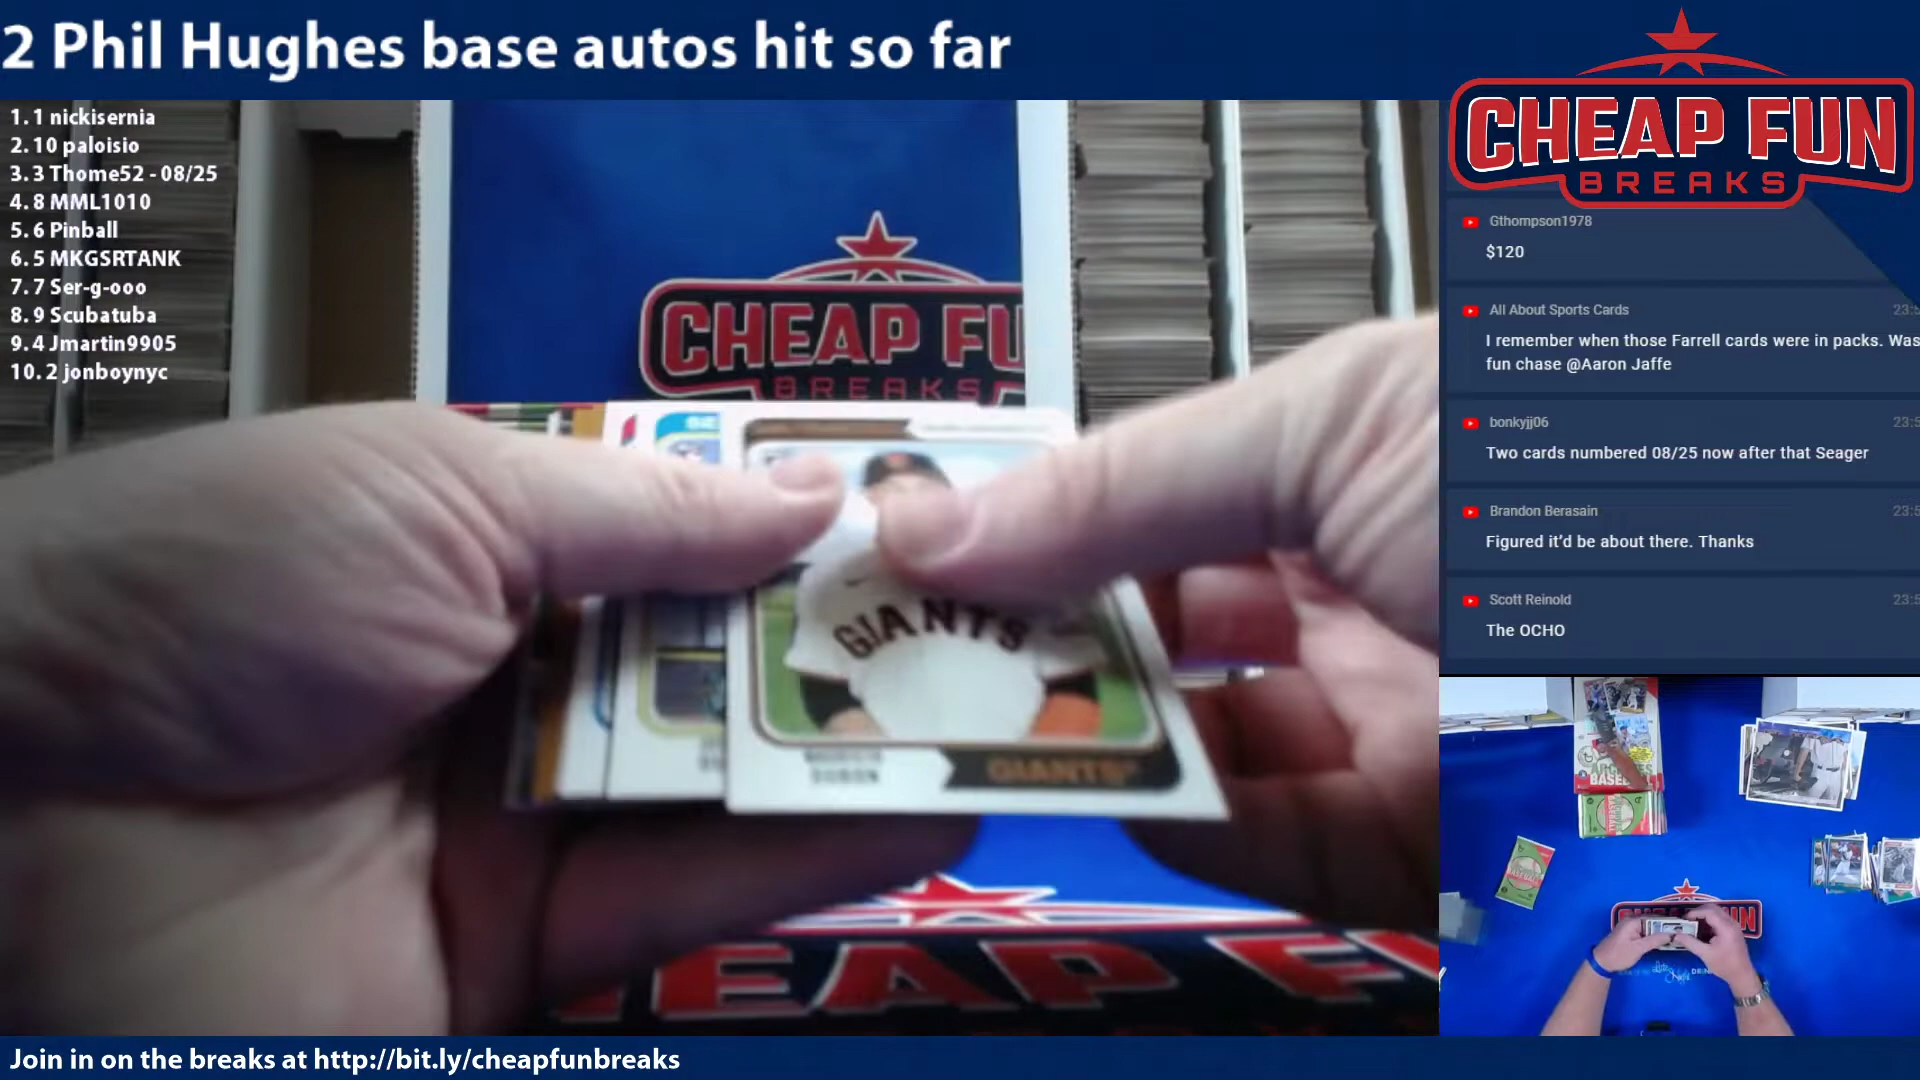 2 Phil Hughes base autos hit so far
1. 1 nickisernia
2. 10 paloisio
3. 3 Thome52 - 08/25
4. 8 MML1010
5. 6 Pinball
6. 5 MKGSRTANK
7. 7 Ser-g-ooo
8. 9 Scubatuba
9. 4 Jmartin9905
10. 2 jonboynyc
CHEAP FU
BREAKS
GIANTS
GIANTS
EAP F
CHEAP FUN
BREAKS
Gthompson1978
$120
All About Sports Cards
I remember when those Farrell cards were in packs. Was
fun chase @Aaron Jaffe
bonkyjj06
Two cards numbered 08/25 now after that Seager
Brandon Berasain
Figured it’d be about there. Thanks
Scott Reinold
The OCHO
Join in on the breaks at http://bit.ly/cheapfunbreaks